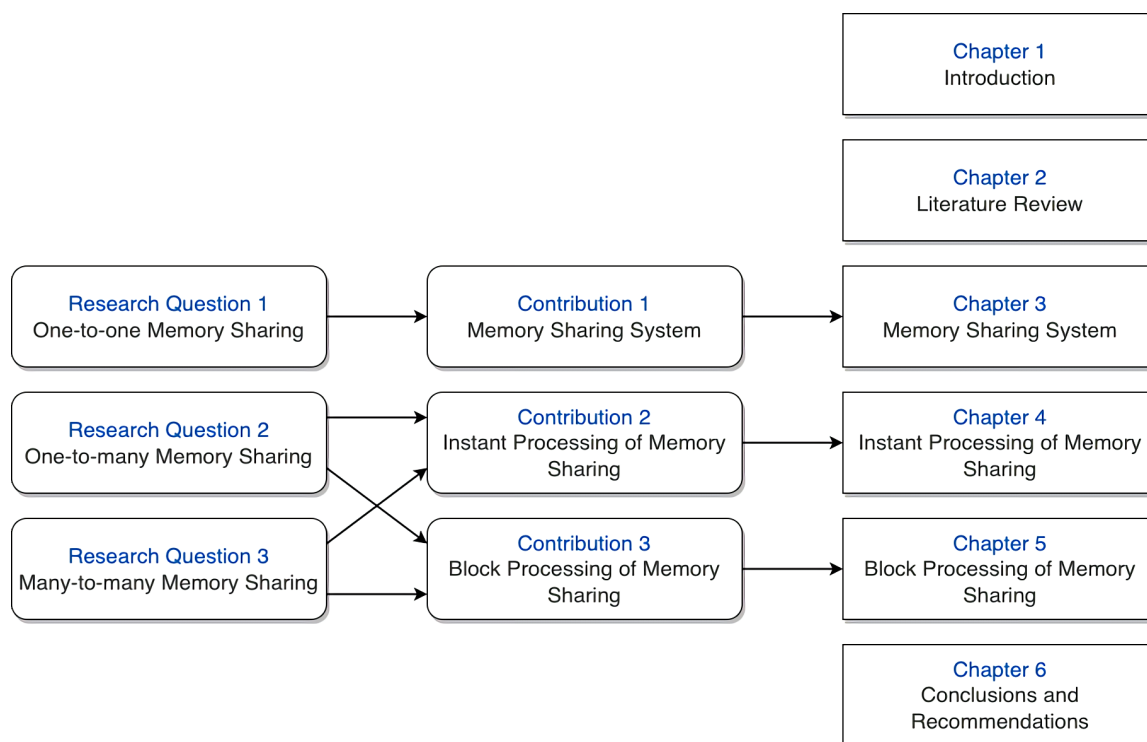 Chapter 1
Introduction
Chapter 2
Literature Review
Research Question 1
One-to-one Memory Sharing
Contribution 1
Memory Sharing System
Chapter 3
Memory Sharing System
Research Question 2
One-to-many Memory Sharing
Contribution 2
Instant Processing of Memory
Sharing
Chapter 4
Instant Processing of Memory
Sharing
Research Question 3
Many-to-many Memory Sharing
Contribution 3
Block Processing of Memory
Sharing
Chapter 5
Block Processing of Memory
Sharing
Chapter 6
Conclusions and
Recommendations